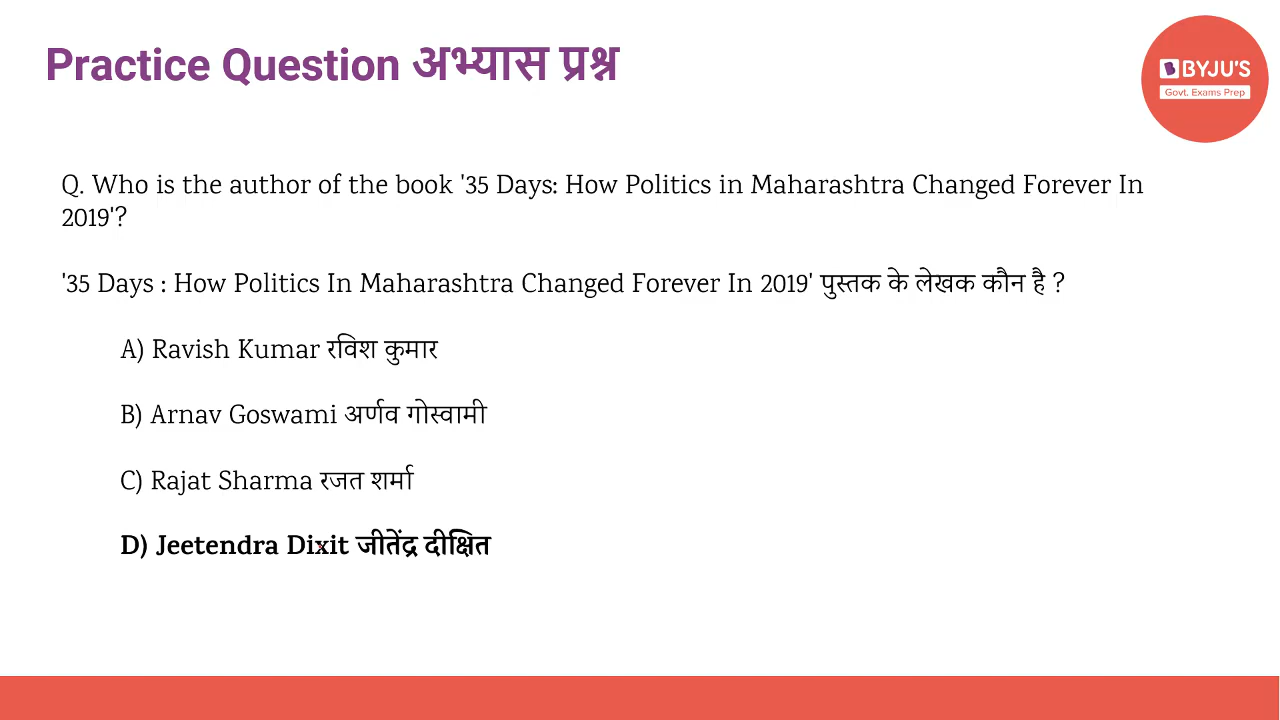 Practice Question अभ्यास प्रश्न
BYJU'S
Govt. Exams Prep
Q. Who is the author of the book '35 Days: How Politics in Maharashtra Changed Forever In
2019'?
'35 Days : How Politics In Maharashtra Changed Forever In 2019' पुस्तक के लेखक कौन है ?
A) Ravish Kumar रविश कुमार
B) Arnav Goswami अर्णव गोस्वामी
C) Rajat Sharma रजत शर्मा
D) Jeetendra Dixit जीतेंद्र दीक्षित